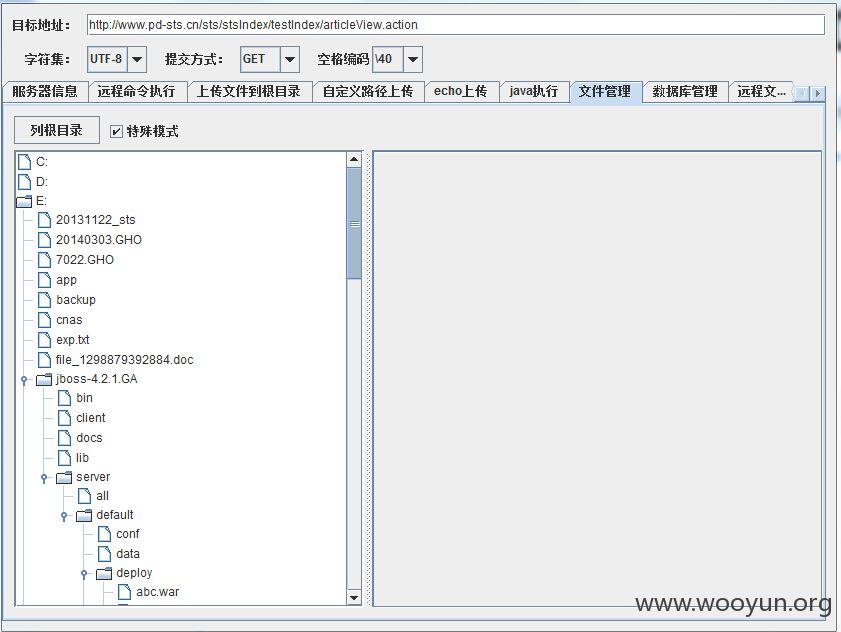 目标地址： http://www.pd-sts.cn/sts/stsIndex/testIndex/articleView.action
字符集： UTF-8 提交方式： GET 空格编码 \40
服务器信息 远程命令执行 上传文件到根目录 自定义路径上传 echo上传 java执行 文件管理 数据库管理 远程文...
列根目录 特殊模式
C:
D:
E:
20131122_sts
20140303.GHO
7022.GHO
app
backup
cnas
exp.txt
file_1298879392884.doc
jboss-4.2.1.GA
bin
client
docs
lib
server
all
default
conf
data
deploy
abc.war
www.wooyun.org